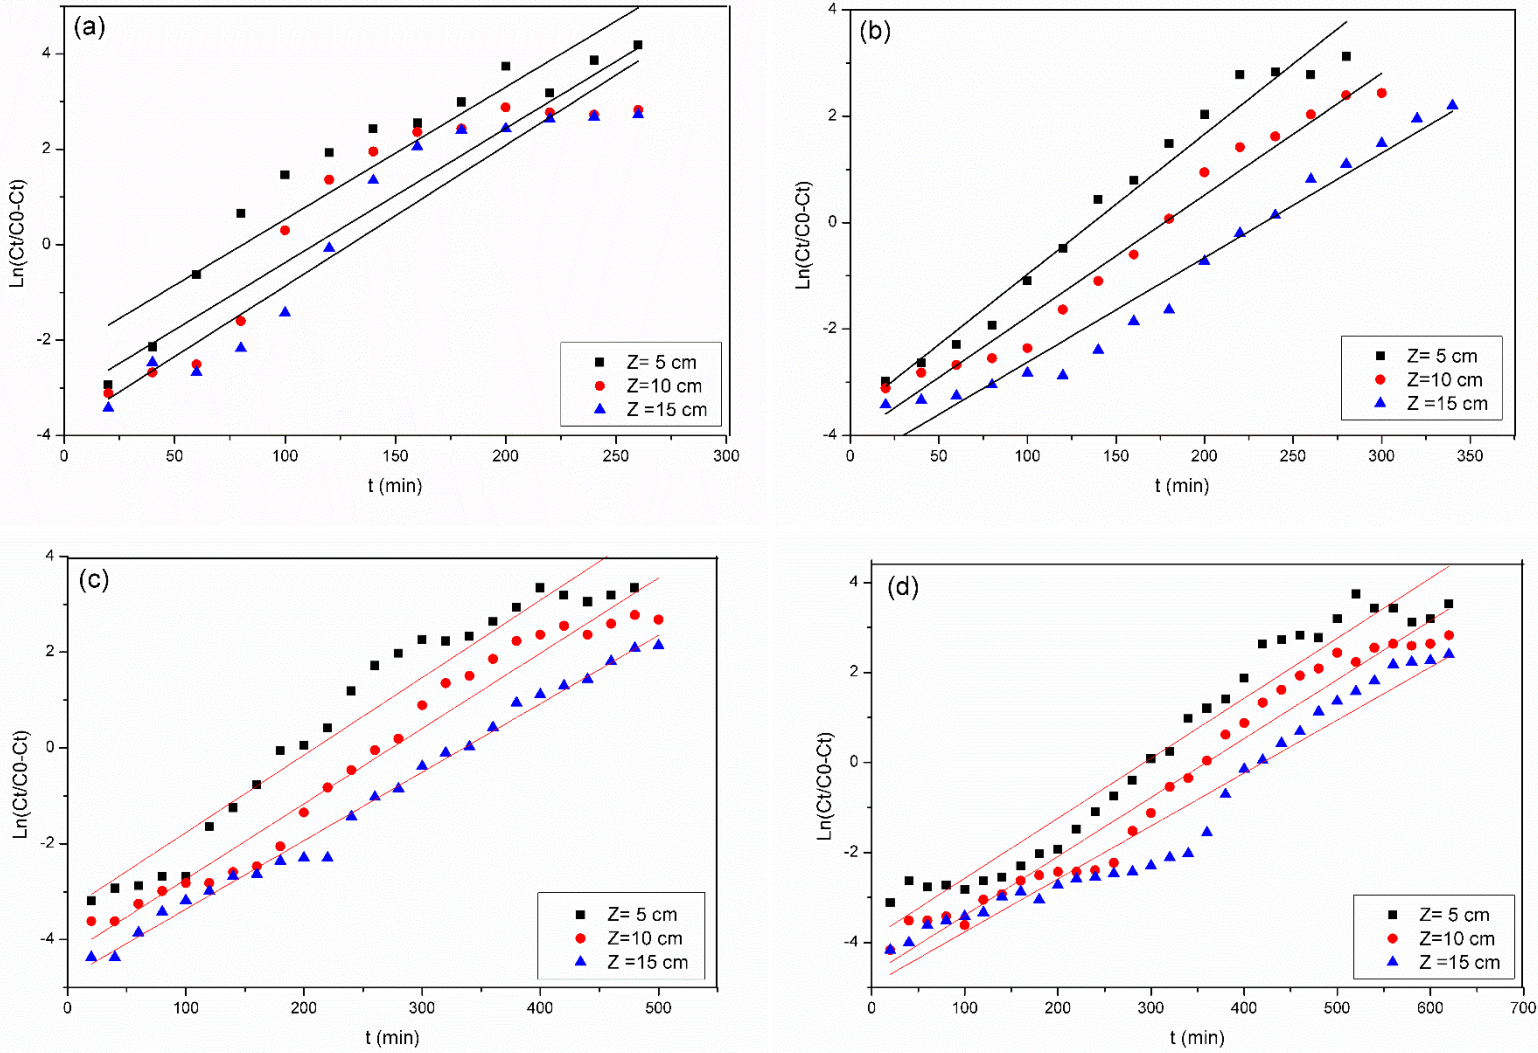 (a)
4
2
0
-2
-4
Ln(Ct/C0-Ct)
Z= 5 cm
Z=10 cm
Z =15 cm
0 50 100 150 200 250 300
t (min)
(b)
4
2
0
-2
-4
Ln(Ct/C0-Ct)
Z= 5 cm
Z=10 cm
Z =15 cm
0 50 100 150 200 250 300 350
t (min)
(c)
4
2
0
-2
-4
Ln(Ct/C0-Ct)
Z= 5 cm
Z=10 cm
Z =15 cm
0 100 200 300 400 500
t (min)
(d)
4
2
0
-2
-4
Ln(Ct/C0-Ct)
Z= 5 cm
Z=10 cm
Z =15 cm
0 100 200 300 400 500 600 700
t (min)